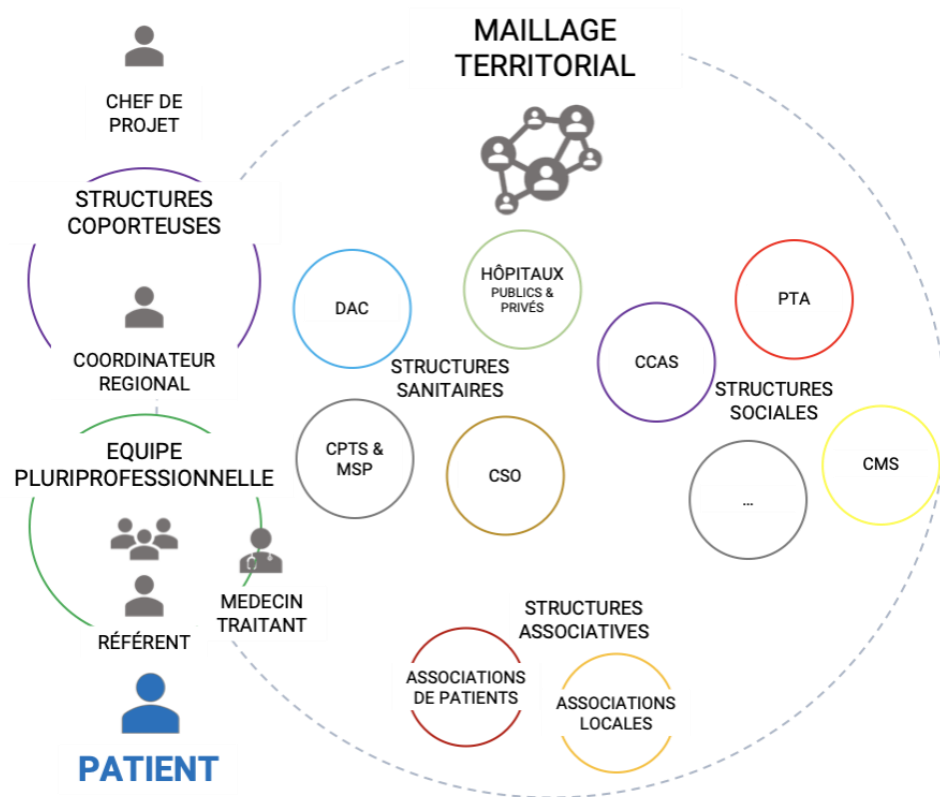 MAILLAGE
TERRITORIAL
CHEF DE
PROJET
STRUCTURES
COPORTEUSES
COORDINATEUR
REGIONAL
EQUIPE
PLURIPROFESSIONNELLE
MEDECIN
TRAITANT
RÉFÉRENT
PATIENT
DAC
HÔPITAUX
PUBLICS &
PRIVÉS
STRUCTURES
SANITAIRES
CPTS &
MSP
CSO
CCAS
PTA
STRUCTURES
SOCIALES
...
CMS
STRUCTURES
ASSOCIATIVES
ASSOCIATIONS
DE PATIENTS
ASSOCIATIONS
LOCALES